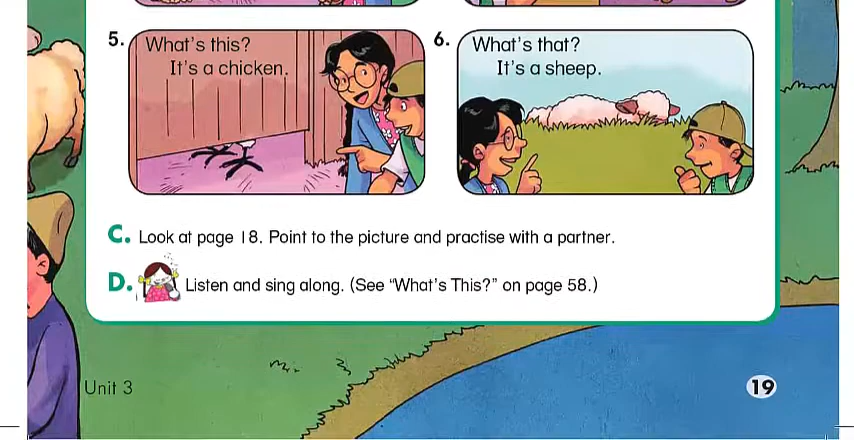 5.
What's this?
It's a chicken.
6.
What's that?
It's a sheep.
C. Look at page 18. Point to the picture and practise with a partner.
D. Listen and sing along. (See “What's This?” on page 58.)
Unit 3
19